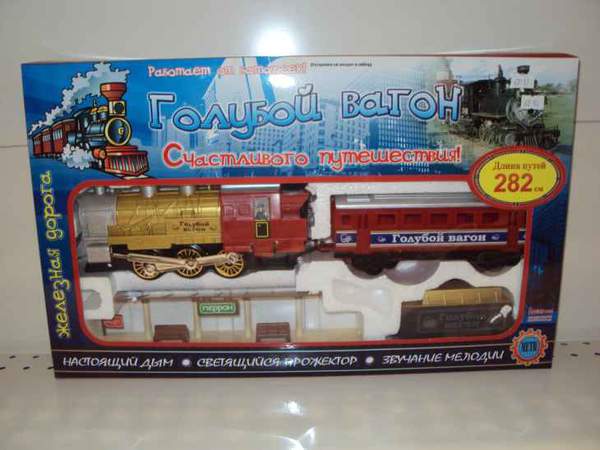 Работает от батареек!
Голубой вагон
Счастливого путешествия!
Длина путей
282 см
железная дорога
Голубой
вагон
Голубой вагон
перрон
Голубой
НАСТОЯЩИЙ ДЫМ • СВЕТЯЩИЙСЯ ПРОЖЕКТОР • ЗВУЧАНИЕ МЕЛОДИИ